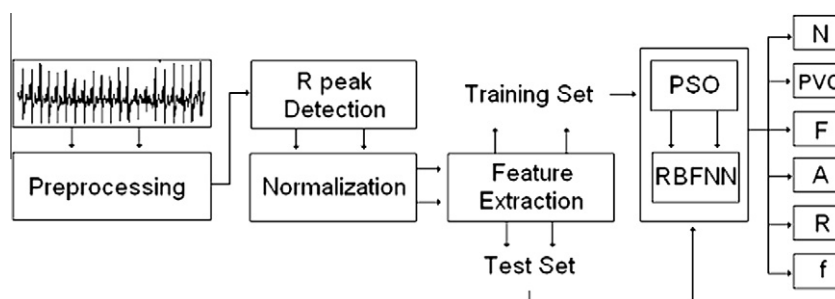 Preprocessing
R peak
Detection
Normalization
Training Set
Feature
Extraction
Test Set
PSO
RBFNN
N
PVC
F
A
R
f